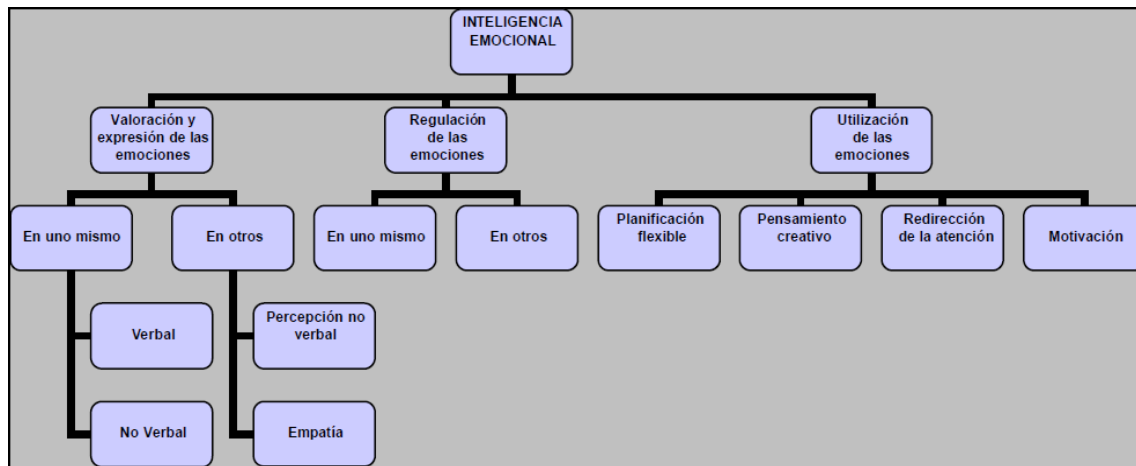 INTELIGENCIA
EMOCIONAL
Valoración y
expresión de las
emociones
Regulación
de las
emociones
Utilización
de las
emociones
En uno mismo
En otros
En uno mismo
En otros
Planificación
flexible
Pensamiento
creativo
Redirección
de la atención
Motivación
Verbal
Percepción no
verbal
No Verbal
Empatía